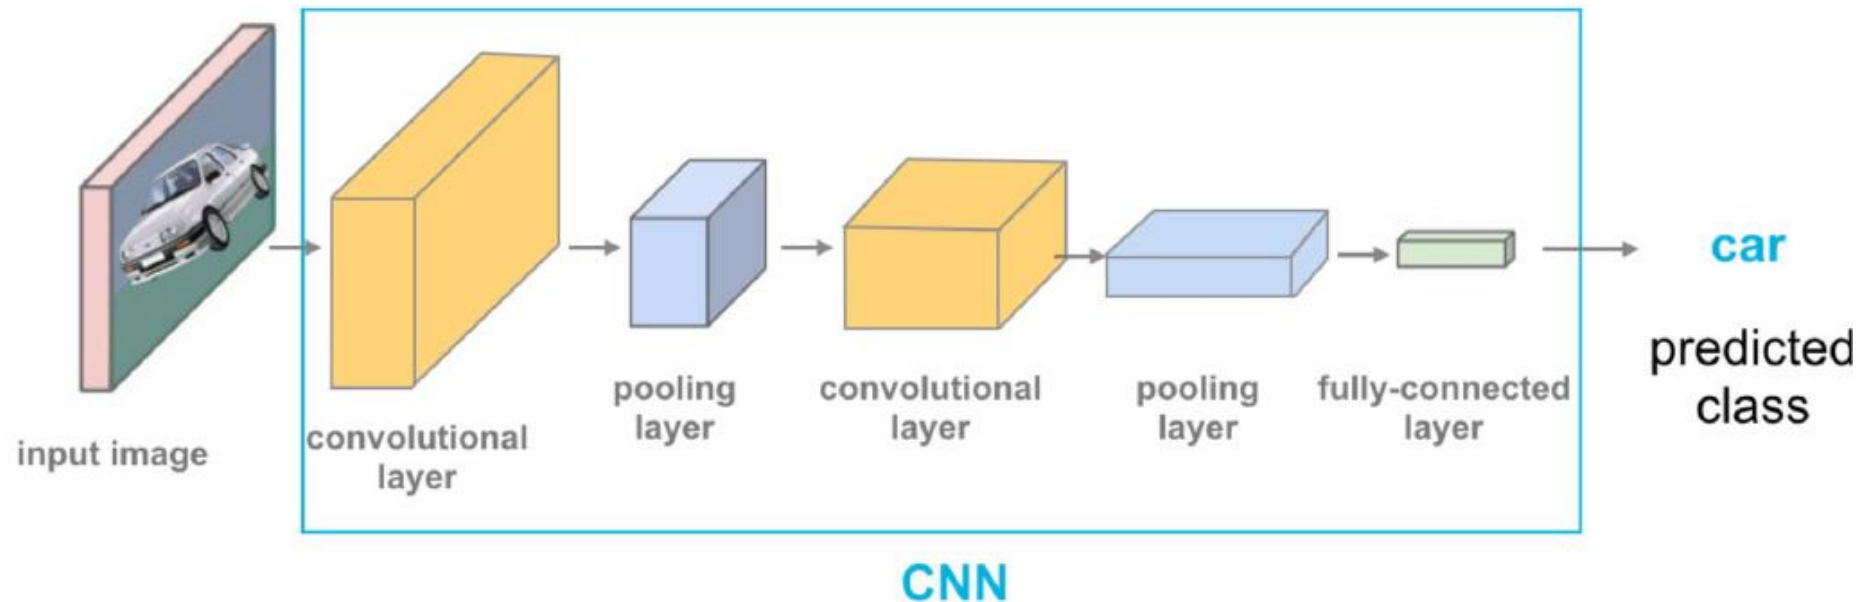 input image
convolutional
layer
pooling
layer
convolutional
layer
pooling
layer
fully-connected
layer
car
predicted
class
CNN